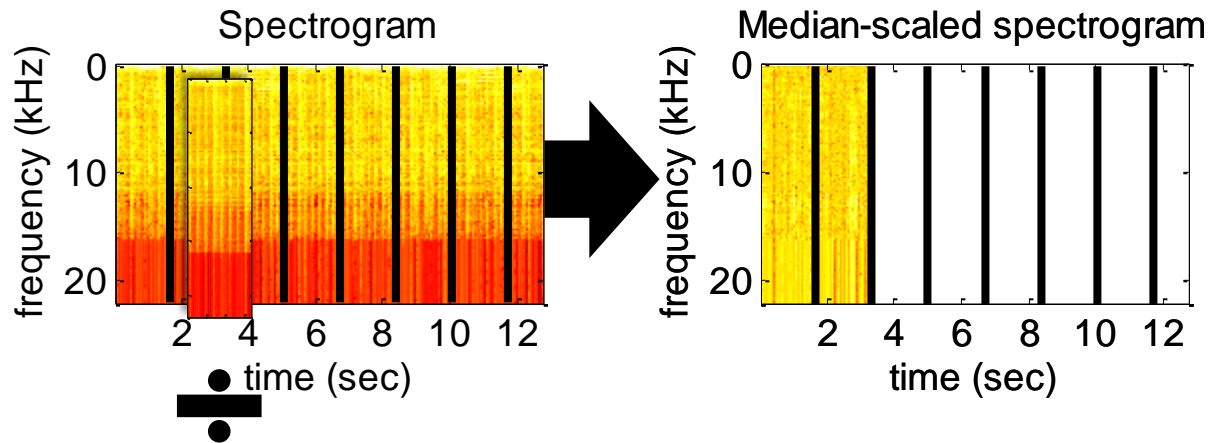 Spectrogram
0
10
20
frequency (kHz)
2 4 6 8 10 12
time (sec)
÷
Median-scaled spectrogram
0
10
20
frequency (kHz)
2 4 6 8 10 12
time (sec)